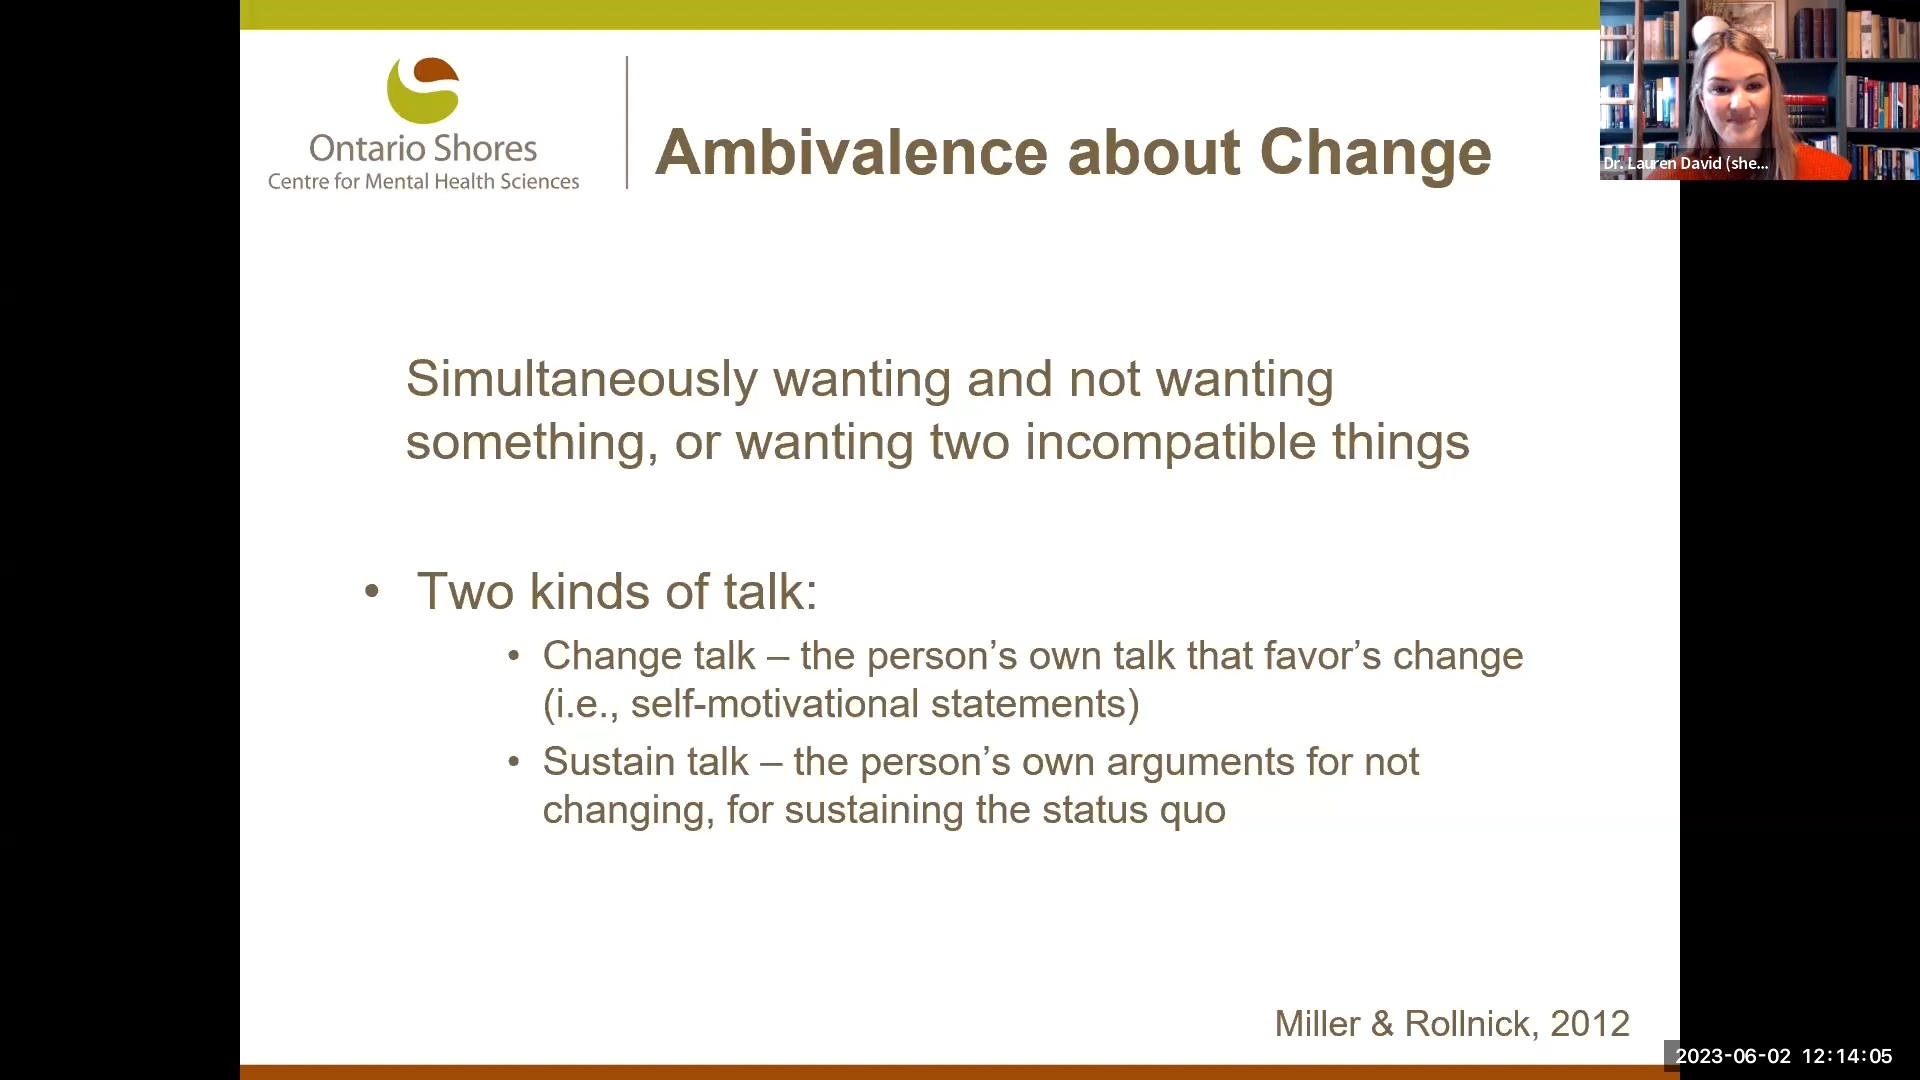 Ontario Shores
Centre for Mental Health Sciences
Ambivalence about Change
Dr. Lauren David (she...
Simultaneously wanting and not wanting
something, or wanting two incompatible things
• Two kinds of talk:
• Change talk – the person’s own talk that favor’s change
(i.e., self-motivational statements)
• Sustain talk – the person’s own arguments for not
changing, for sustaining the status quo
Miller & Rollnick, 2012
2023-06-02 12:14:05